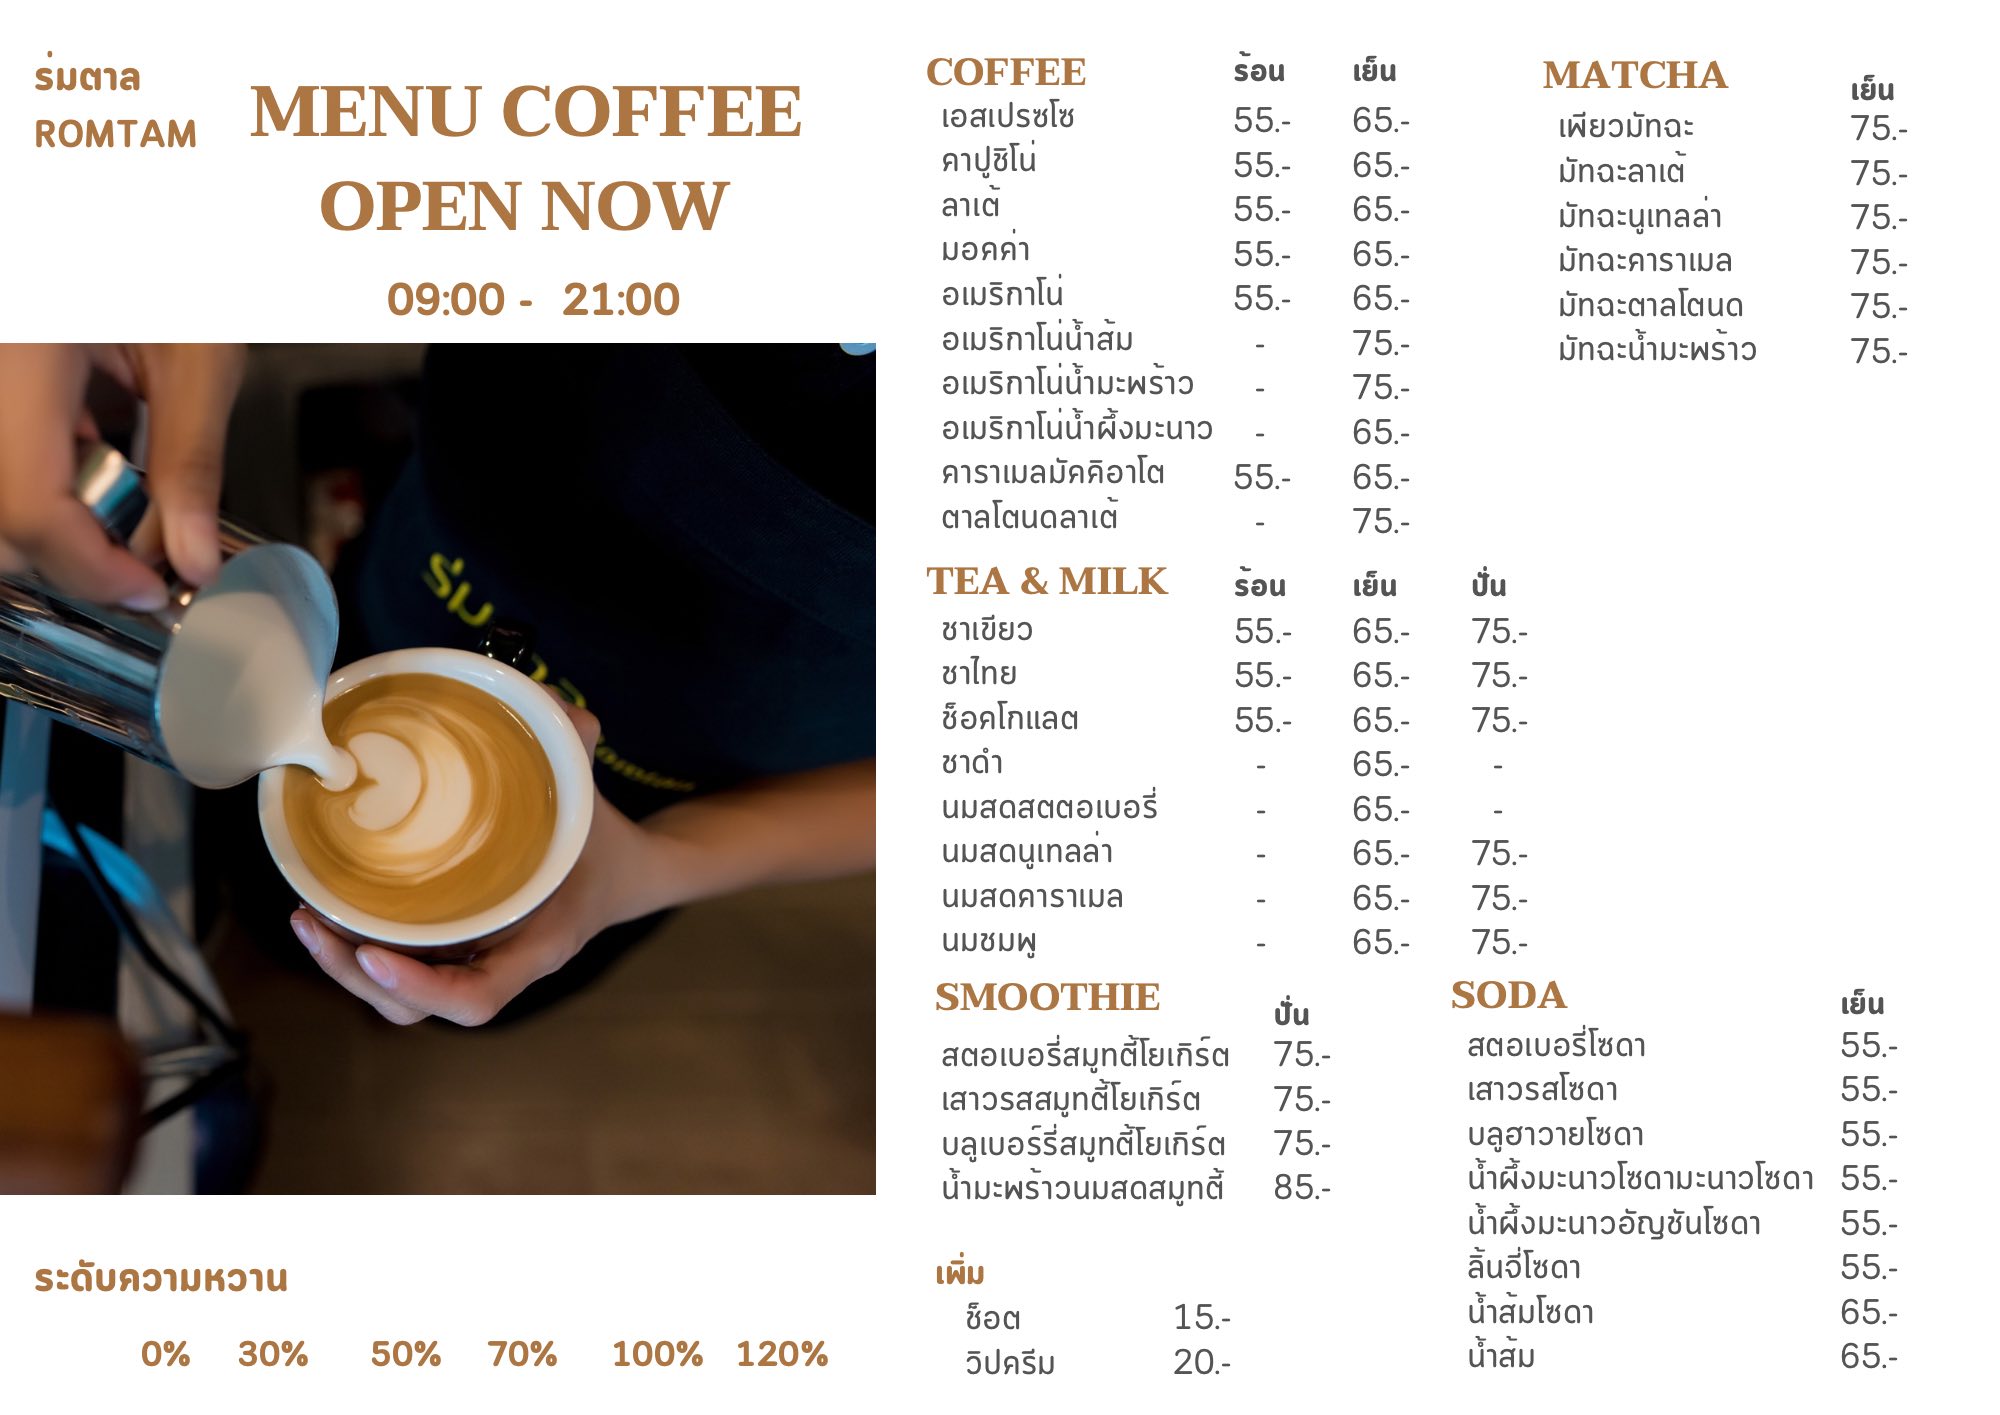 ร่มตาล
ROMTAM
MENU COFFEE
OPEN NOW
09:00 - 21:00
ร่ม
ระดับความหวาน
0% 30% 50% 70% 100% 120%
COFFEE ร้อน เย็น
เอสเปรซโซ 55.- 65.-
คาปูชิโน่ 55.- 65.-
ลาเต้ 55.- 65.-
มอคค่า 55.- 65.-
อเมริกาโน่ 55.- 65.-
อเมริกาโน่น้ำส้ม - 75.-
อเมริกาโน่น้ำมะพร้าว - 75.-
อเมริกาโน่น้ำผึ้งมะนาว - 65.-
คาราเมลมัคคิอาโต 55.- 65.-
ตาลโตนดลาเต้ - 75.-
MATCHA เย็น
เพียวมัทฉะ 75.-
มัทฉะลาเต้ 75.-
มัทฉะนูเทลล่า 75.-
มัทฉะคาราเมล 75.-
มัทฉะตาลโตนด 75.-
มัทฉะน้ำมะพร้าว 75.-
TEA & MILK ร้อน เย็น ปั่น
ชาเขียว 55.- 65.- 75.-
ชาไทย 55.- 65.- 75.-
ช็อคโกแลต 55.- 65.- 75.-
ชาดำ - 65.- -
นมสดสตตอเบอรี่ - 65.- -
นมสดนูเทลล่า - 65.- 75.-
นมสดคาราเมล - 65.- 75.-
นมชมพู - 65.- 75.-
SMOOTHIE ปั่น
สตอเบอรี่สมูทตี้โยเกิร์ต 75.-
เสาวรสสมูทตี้โยเกิร์ต 75.-
บลูเบอร์รี่สมูทตี้โยเกิร์ต 75.-
น้ำมะพร้าวนมสดสมูทตี้ 85.-
เพิ่ม
ช็อต 15.-
วิปครีม 20.-
SODA เย็น
สตอเบอรี่โซดา 55.-
เสาวรสโซดา 55.-
บลูฮาวายโซดา 55.-
น้ำผึ้งมะนาวโซดามะนาวโซดา 55.-
น้ำผึ้งมะนาวอัญชันโซดา 55.-
ลิ้นจี่โซดา 55.-
น้ำส้มโซดา 65.-
น้ำส้ม 65.-